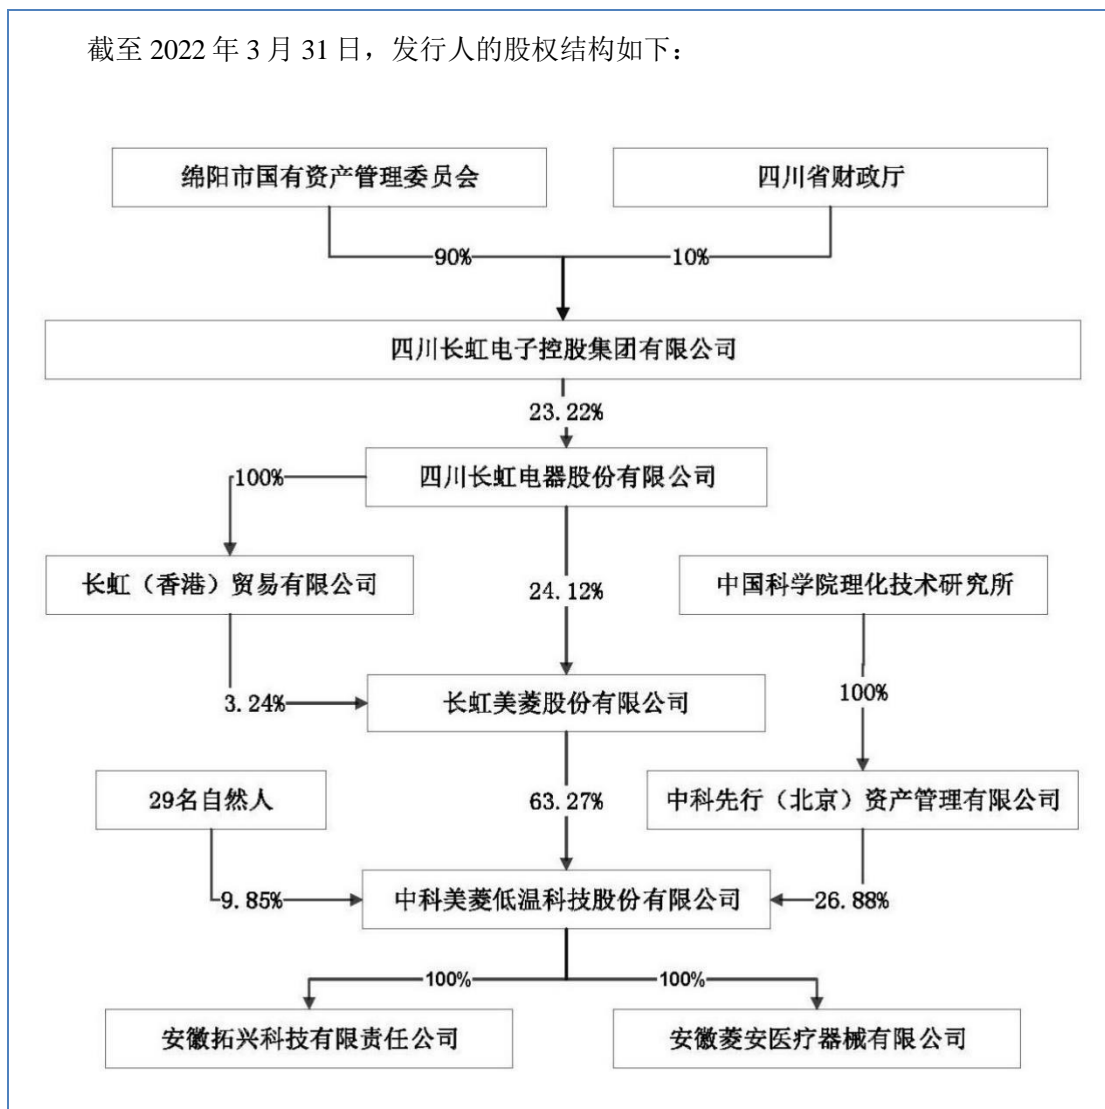 截至 2022 年 3 月 31 日，发行人的股权结构如下：
绵阳市国有资产管理委员会
四川省财政厅
90%
10%
四川长虹电子控股集团有限公司
23.22%
100%
四川长虹电器股份有限公司
长虹（香港）贸易有限公司
24.12%
中国科学院理化技术研究所
3.24%
长虹美菱股份有限公司
100%
29名自然人
63.27%
中科先行（北京）资产管理有限公司
9.85%
中科美菱低温科技股份有限公司
26.88%
100%
100%
安徽拓兴科技有限责任公司
安徽菱安医疗器械有限公司